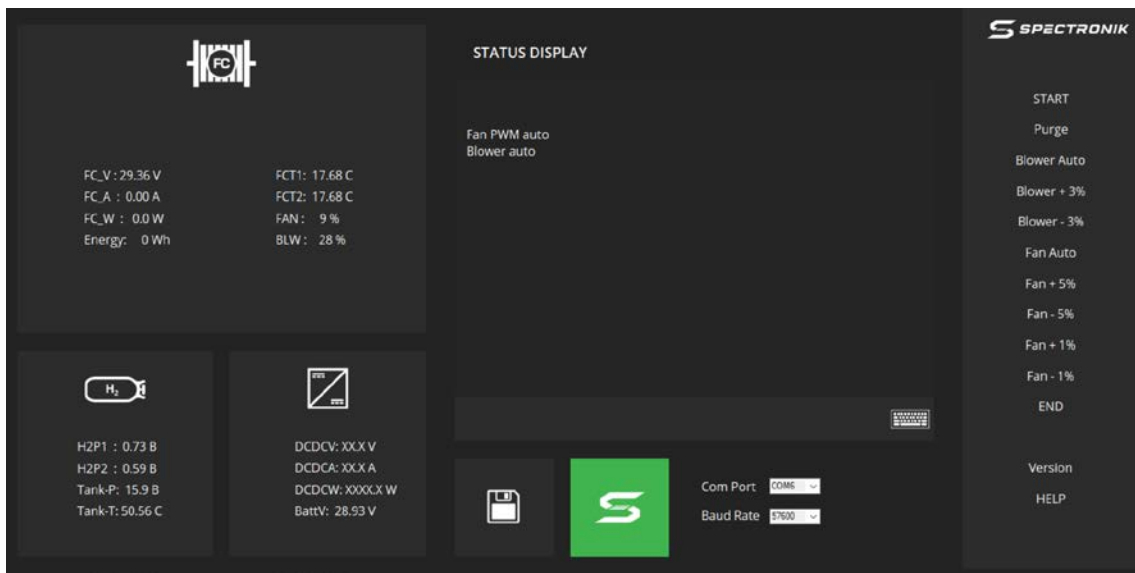 FC
FC_V : 29.36 V
FC_A : 0.00 A
FC_W : 0.0 W
Energy: 0 Wh
FCT1: 17.68 C
FCT2: 17.68 C
FAN : 9 %
BLW : 28 %
H₂
H2P1 : 0.73 B
H2P2 : 0.59 B
Tank-P: 15.9 B
Tank-T: 50.56 C
DCDCV: XX.X V
DCDCA: XX.X A
DCDCW: XXXX.X W
BattV: 28.93 V
STATUS DISPLAY
Fan PWM auto
Blower auto
Com Port COM6
Baud Rate 57600
SPECTRONIK
START
Purge
Blower Auto
Blower + 3%
Blower - 3%
Fan Auto
Fan + 5%
Fan - 5%
Fan + 1%
Fan - 1%
END
Version
HELP